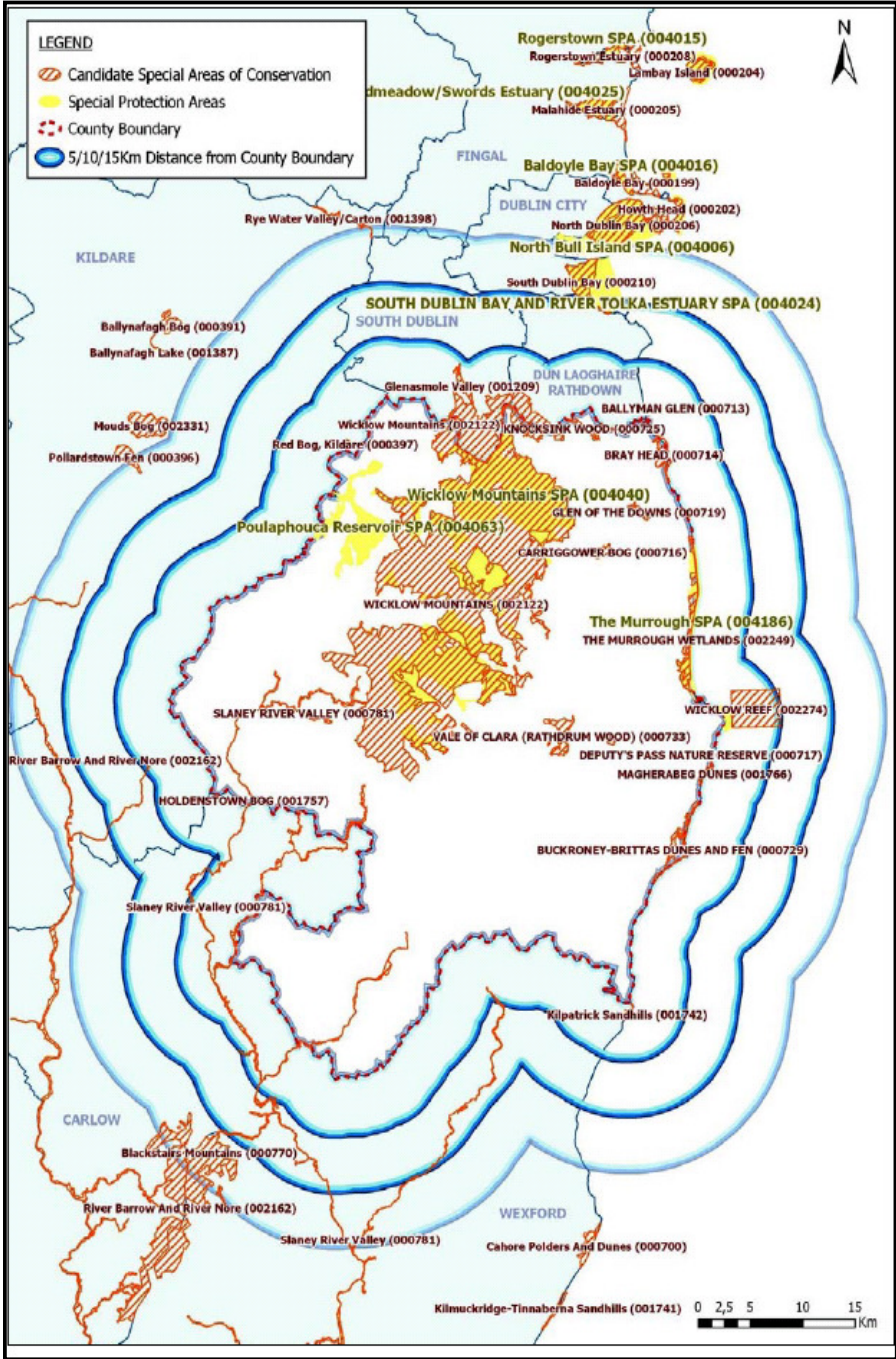 LEGEND
Candidate Special Areas of Conservation
Special Protection Areas
County Boundary
5/10/15Km Distance from County Boundary
N
Rogerstown SPA (004015)
Rogerstown Estuary (000208)
Lambay Island (000204)
dmeadow/Swords Estuary (004025)
Malahide Estuary (000205)
FINGAL
Baldoyle Bay SPA (004016)
Baldoyle Bay (000199)
DUBLIN CITY
Howth Head (000202)
Rye Water Valley/Carton (001398)
North Dublin Bay (000206)
North Bull Island SPA (004006)
KILDARE
South Dublin Bay (000210)
SOUTH DUBLIN BAY AND RIVER TOLKA ESTUARY SPA (004024)
Ballynafagh Bog (000391)
SOUTH DUBLIN
Ballynafagh Lake (001387)
DUN LAOGHAIRE
RATHDOWN
Glenasmole Valley (001209)
BALLYMAN GLEN (000713)
Mouds Bog (002331)
Wicklow Mountains (002122)
KNOCKSINK WOOD (000725)
Red Bog, Kildare (000397)
BRAY HEAD (000714)
Pollardstown Fen (000396)
Wicklow Mountains SPA (004040)
GLEN OF THE DOWNS (000719)
Poulaphouca Reservoir SPA (004063)
CARRIGGOWER BOG (000716)
WICKLOW MOUNTAINS (002122)
The Murrough SPA (004186)
THE MURROUGH WETLANDS (002249)
SLANEY RIVER VALLEY (000781)
WICKLOW REEF (002274)
VALE OF CLARA (RATHDRUM WOOD) (000733)
DEPUTY'S PASS NATURE RESERVE (000717)
River Barrow And River Nore (002162)
MAGHERABEG DUNES (001766)
HOLDENSTOWN BOG (001757)
BUCKRONEY-BRITTAS DUNES AND FEN (000729)
Slaney River Valley (000781)
Kilpatrick Sandhills (001742)
CARLOW
Blackstairs Mountains (000770)
River Barrow And River Nore (002162)
WEXFORD
Slaney River Valley (000781)
Cahore Polders And Dunes (000700)
Kilmuckridge-Tinnaberna Sandhills (001741)
0 2,5 5 10 15
Km